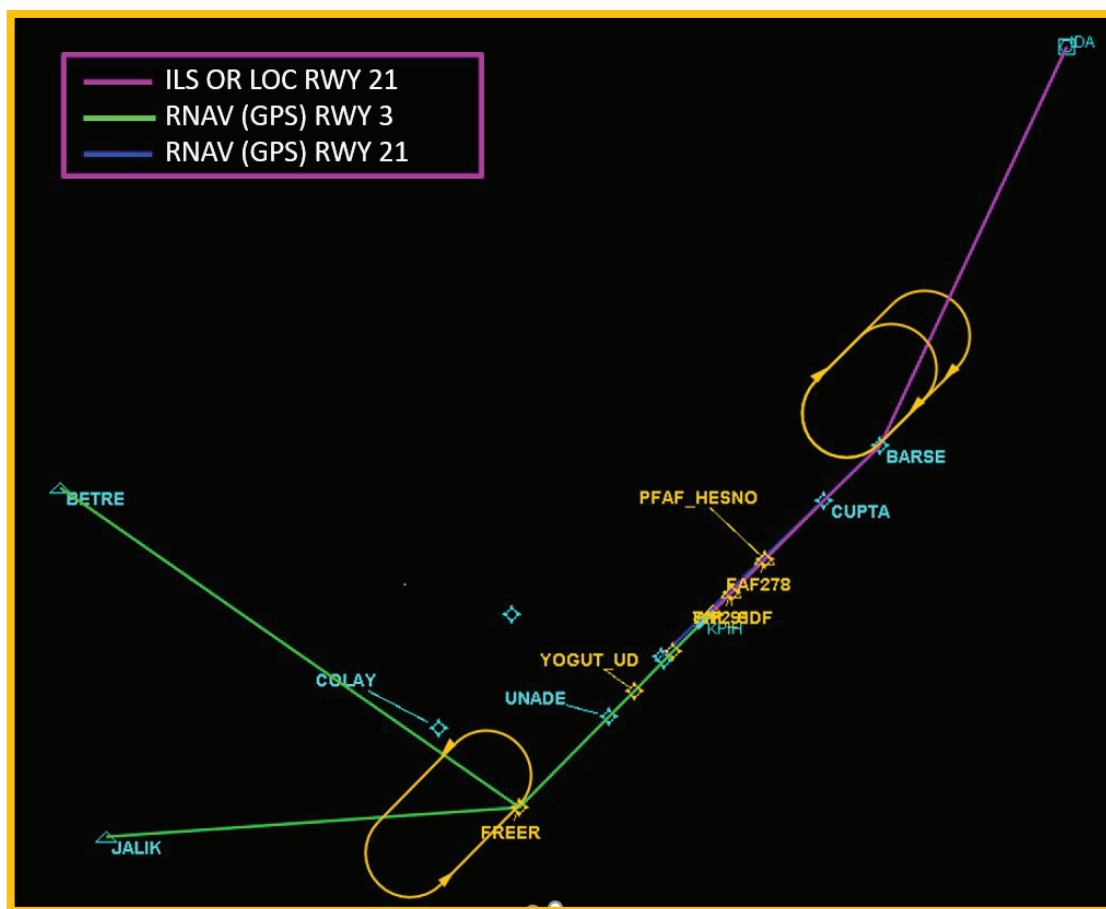 IDA
ILS OR LOC RWY 21
RNAV (GPS) RWY 3
RNAV (GPS) RWY 21
BARSE
BETRE
PFAF_HESNO
CUPTA
FAF278
KPIH
YOGUT_UD
COLAY
UNADE
FREER
JALIK